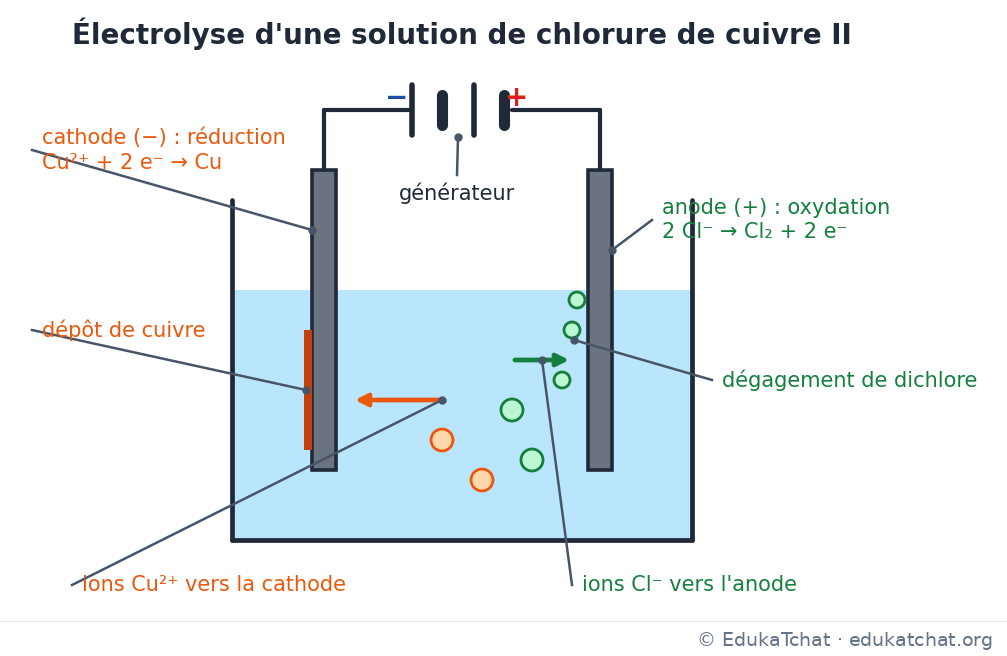 Électrolyse d'une solution de chlorure de cuivre II
− +
cathode (−) : réduction
Cu²⁺ + 2 e⁻ → Cu
générateur
anode (+) : oxydation
2 Cl⁻ → Cl₂ + 2 e⁻
dépôt de cuivre
dégagement de dichlore
ions Cu²⁺ vers la cathode
ions Cl⁻ vers l'anode
© EdukaTchat · edukatchat.org